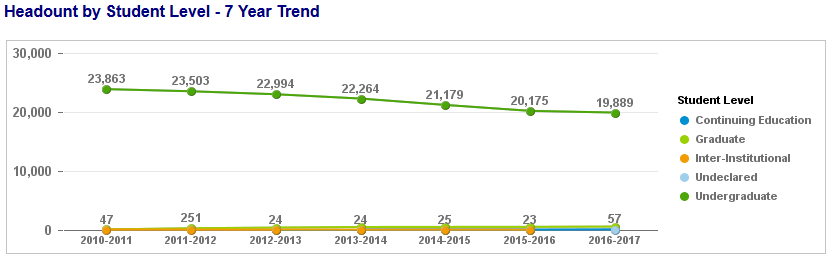 Headount by Student Level - 7 Year Trend
30,000
23,863 23,503 22,994 22,264 21,179 20,175 19,889
20,000
10,000
47 251 24 24 25 23 57
0
2010-2011 2011-2012 2012-2013 2013-2014 2014-2015 2015-2016 2016-2017
Student Level
Continuing Education
Graduate
Inter-Institutional
Undeclared
Undergraduate